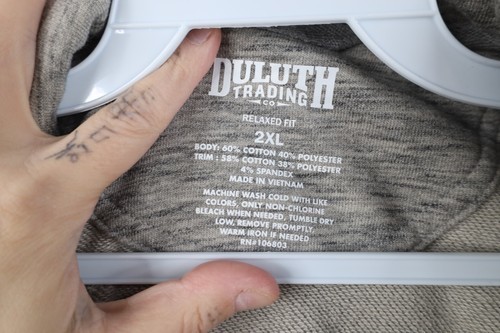 DULUTH
TRADING
CO
RELAXED FIT
2XL
BODY: 60% COTTON 40% POLYESTER
TRIM : 58% COTTON 38% POLYESTER
4% SPANDEX
MADE IN VIETNAM
MACHINE WASH COLD WITH LIKE
COLORS, ONLY NON-CHLORINE
BLEACH WHEN NEEDED, TUMBLE DRY
LOW, REMOVE PROMPTLY,
WARM IRON IF NEEDED
RN#106803